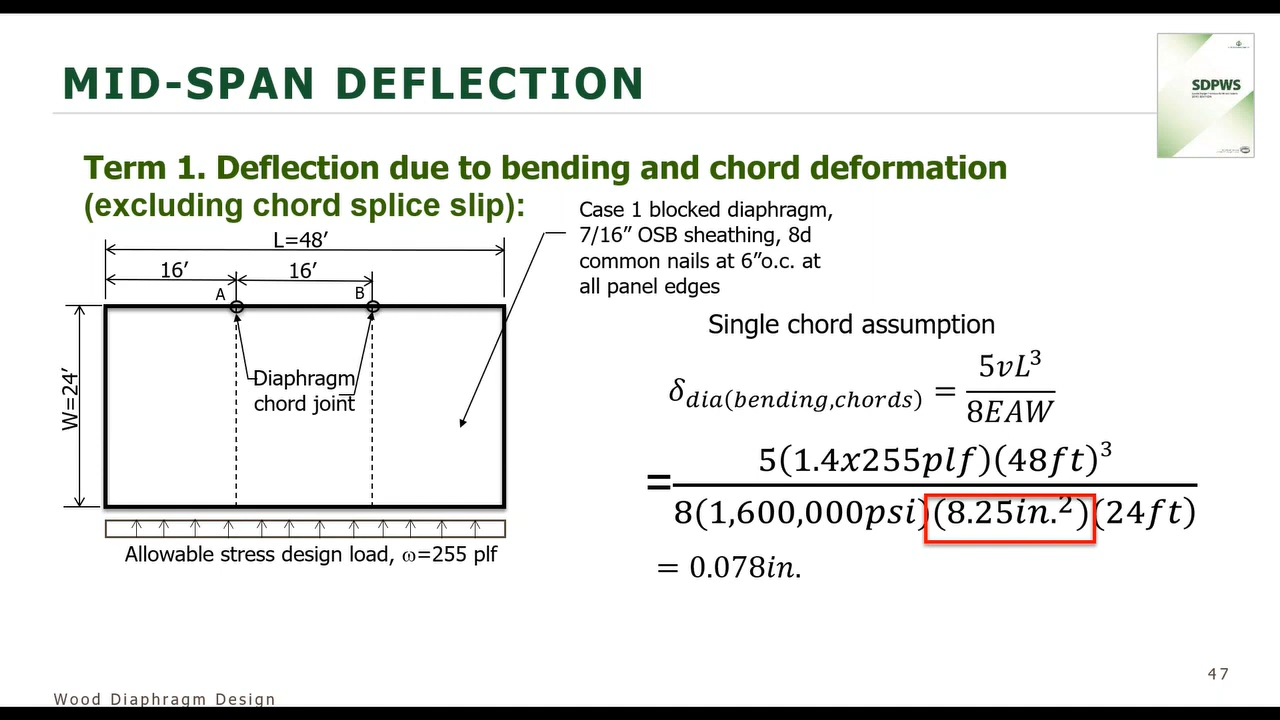 MID-SPAN DEFLECTION
SDPWS
Term 1. Deflection due to bending and chord deformation
(excluding chord splice slip):
L=48’
16’
16’
A
B
W=24’
Diaphragm
chord joint
Allowable stress design load, ω=255 plf
Case 1 blocked diaphragm,
7/16” OSB sheathing, 8d
common nails at 6”o.c. at
all panel edges
Single chord assumption
𝛿𝑑𝑖𝑎(𝑏𝑒𝑛𝑑𝑖𝑛𝑔,𝑐ℎ𝑜𝑟𝑑𝑠) = 5𝑣𝐿³ / 8𝐸𝐴𝑊
= 5(1.4𝑥255𝑝𝑙𝑓)(48𝑓𝑡)³ / 8(1,600,000𝑝𝑠𝑖)(8.25𝑖𝑛.²)(24𝑓𝑡)
= 0.078𝑖𝑛.
47
Wood Diaphragm Design